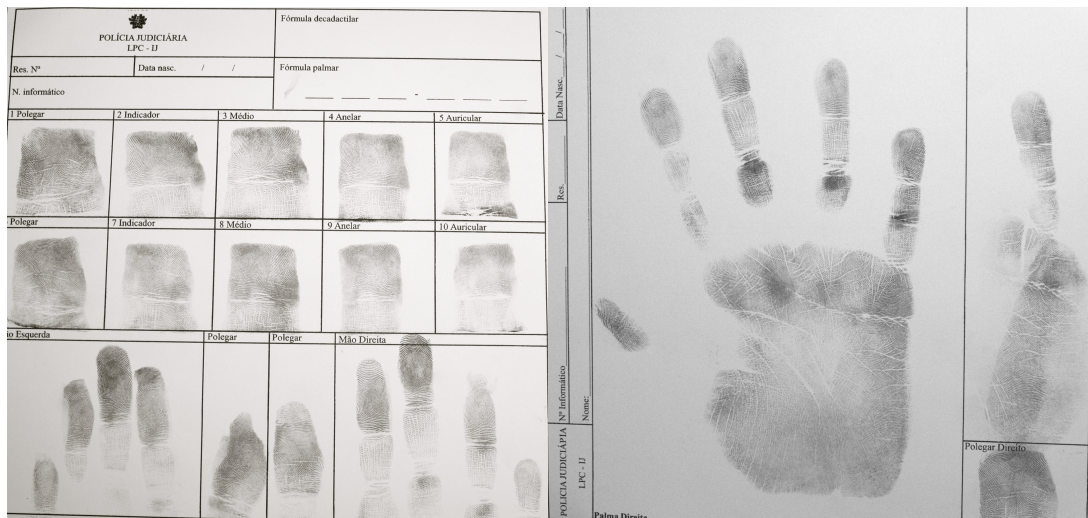 POLÍCIA JUDICIÁRIA
LPC - IJ
Fórmula decadactilar
Res. Nº
Data nasc. / /
Fórmula palmar
N. informático
-
1 Polegar
2 Indicador
3 Médio
4 Anelar
5 Auricular
Polegar
7 Indicador
8 Médio
9 Anelar
10 Auricular
o Esquerda
Polegar
Polegar
Mão Direita
Data Nasc. / /
Res.
Nº Informático
Nome:
POLÍCIA JUDICIÁRIA
LPC - IJ
Polegar Direito
Palma Direita